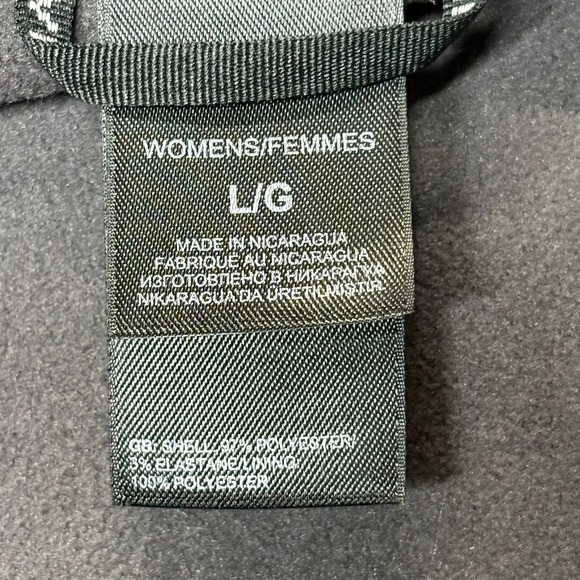 WOMENS/FEMMES
L/G
MADE IN NICARAGUA
FABRIQUE AU NICARAGUA
ИЗГОТОВЛЕНО В НИКАРАГУА
NIKARAGUA DA URETILMISTIR.
GB: SHELL: 97% POLYESTER/
3% ELASTANE/LINING:
100% POLYESTER